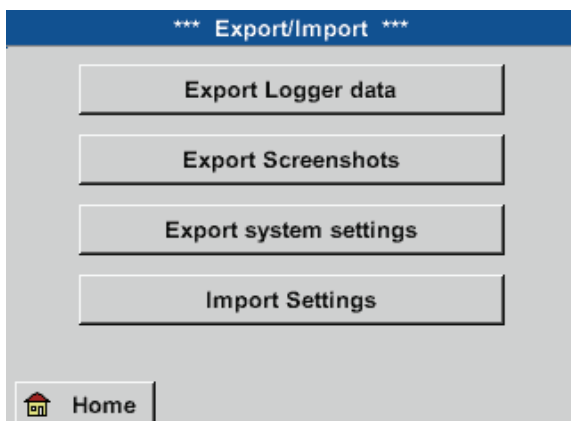 *** Export/Import ***
Export Logger data
Export Screenshots
Export system settings
Import Settings
Home